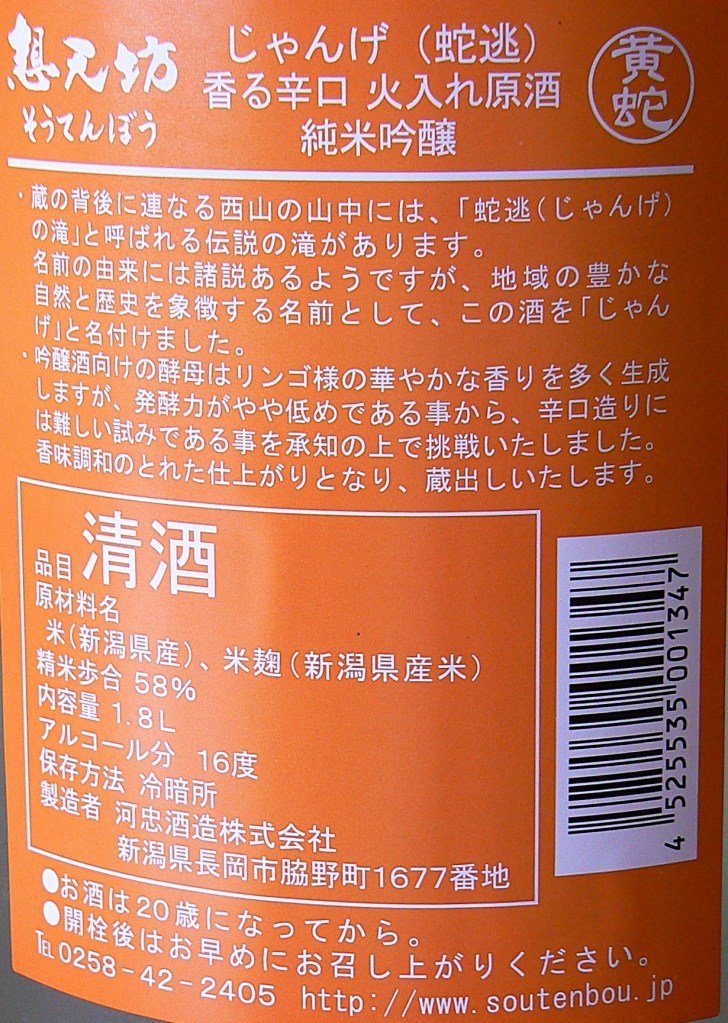 想天坊
そうてんぼう
じゃんげ（蛇逃）
香る辛口 火入れ原酒
純米吟醸
黄蛇
・蔵の背後に連なる西山の山中には、「蛇逃（じゃんげ）
の滝」と呼ばれる伝説の滝があります。
名前の由来には諸説あるようですが、地域の豊かな
自然と歴史を象徴する名前として、この酒を「じゃん
げ」と名付けました。
・吟醸酒向けの酵母はリンゴ様の華やかな香りを多く生成
しますが、発酵力がやや低めである事から、辛口造りに
は難しい試みである事を承知の上で挑戦いたしました。
香味調和のとれた仕上がりとなり、蔵出しいたします。
品目 清酒
原材料名
米（新潟県産）、米麹（新潟県産米）
精米歩合 58％
内容量 1.8L
アルコール分 16度
保存方法 冷暗所
製造者 河忠酒造株式会社
新潟県長岡市脇野町1677番地
4 525535 001347
●お酒は20歳になってから。
●開栓後はお早めにお召し上がりください。
TEL 0258-42-2405 http://www.soutenbou.jp